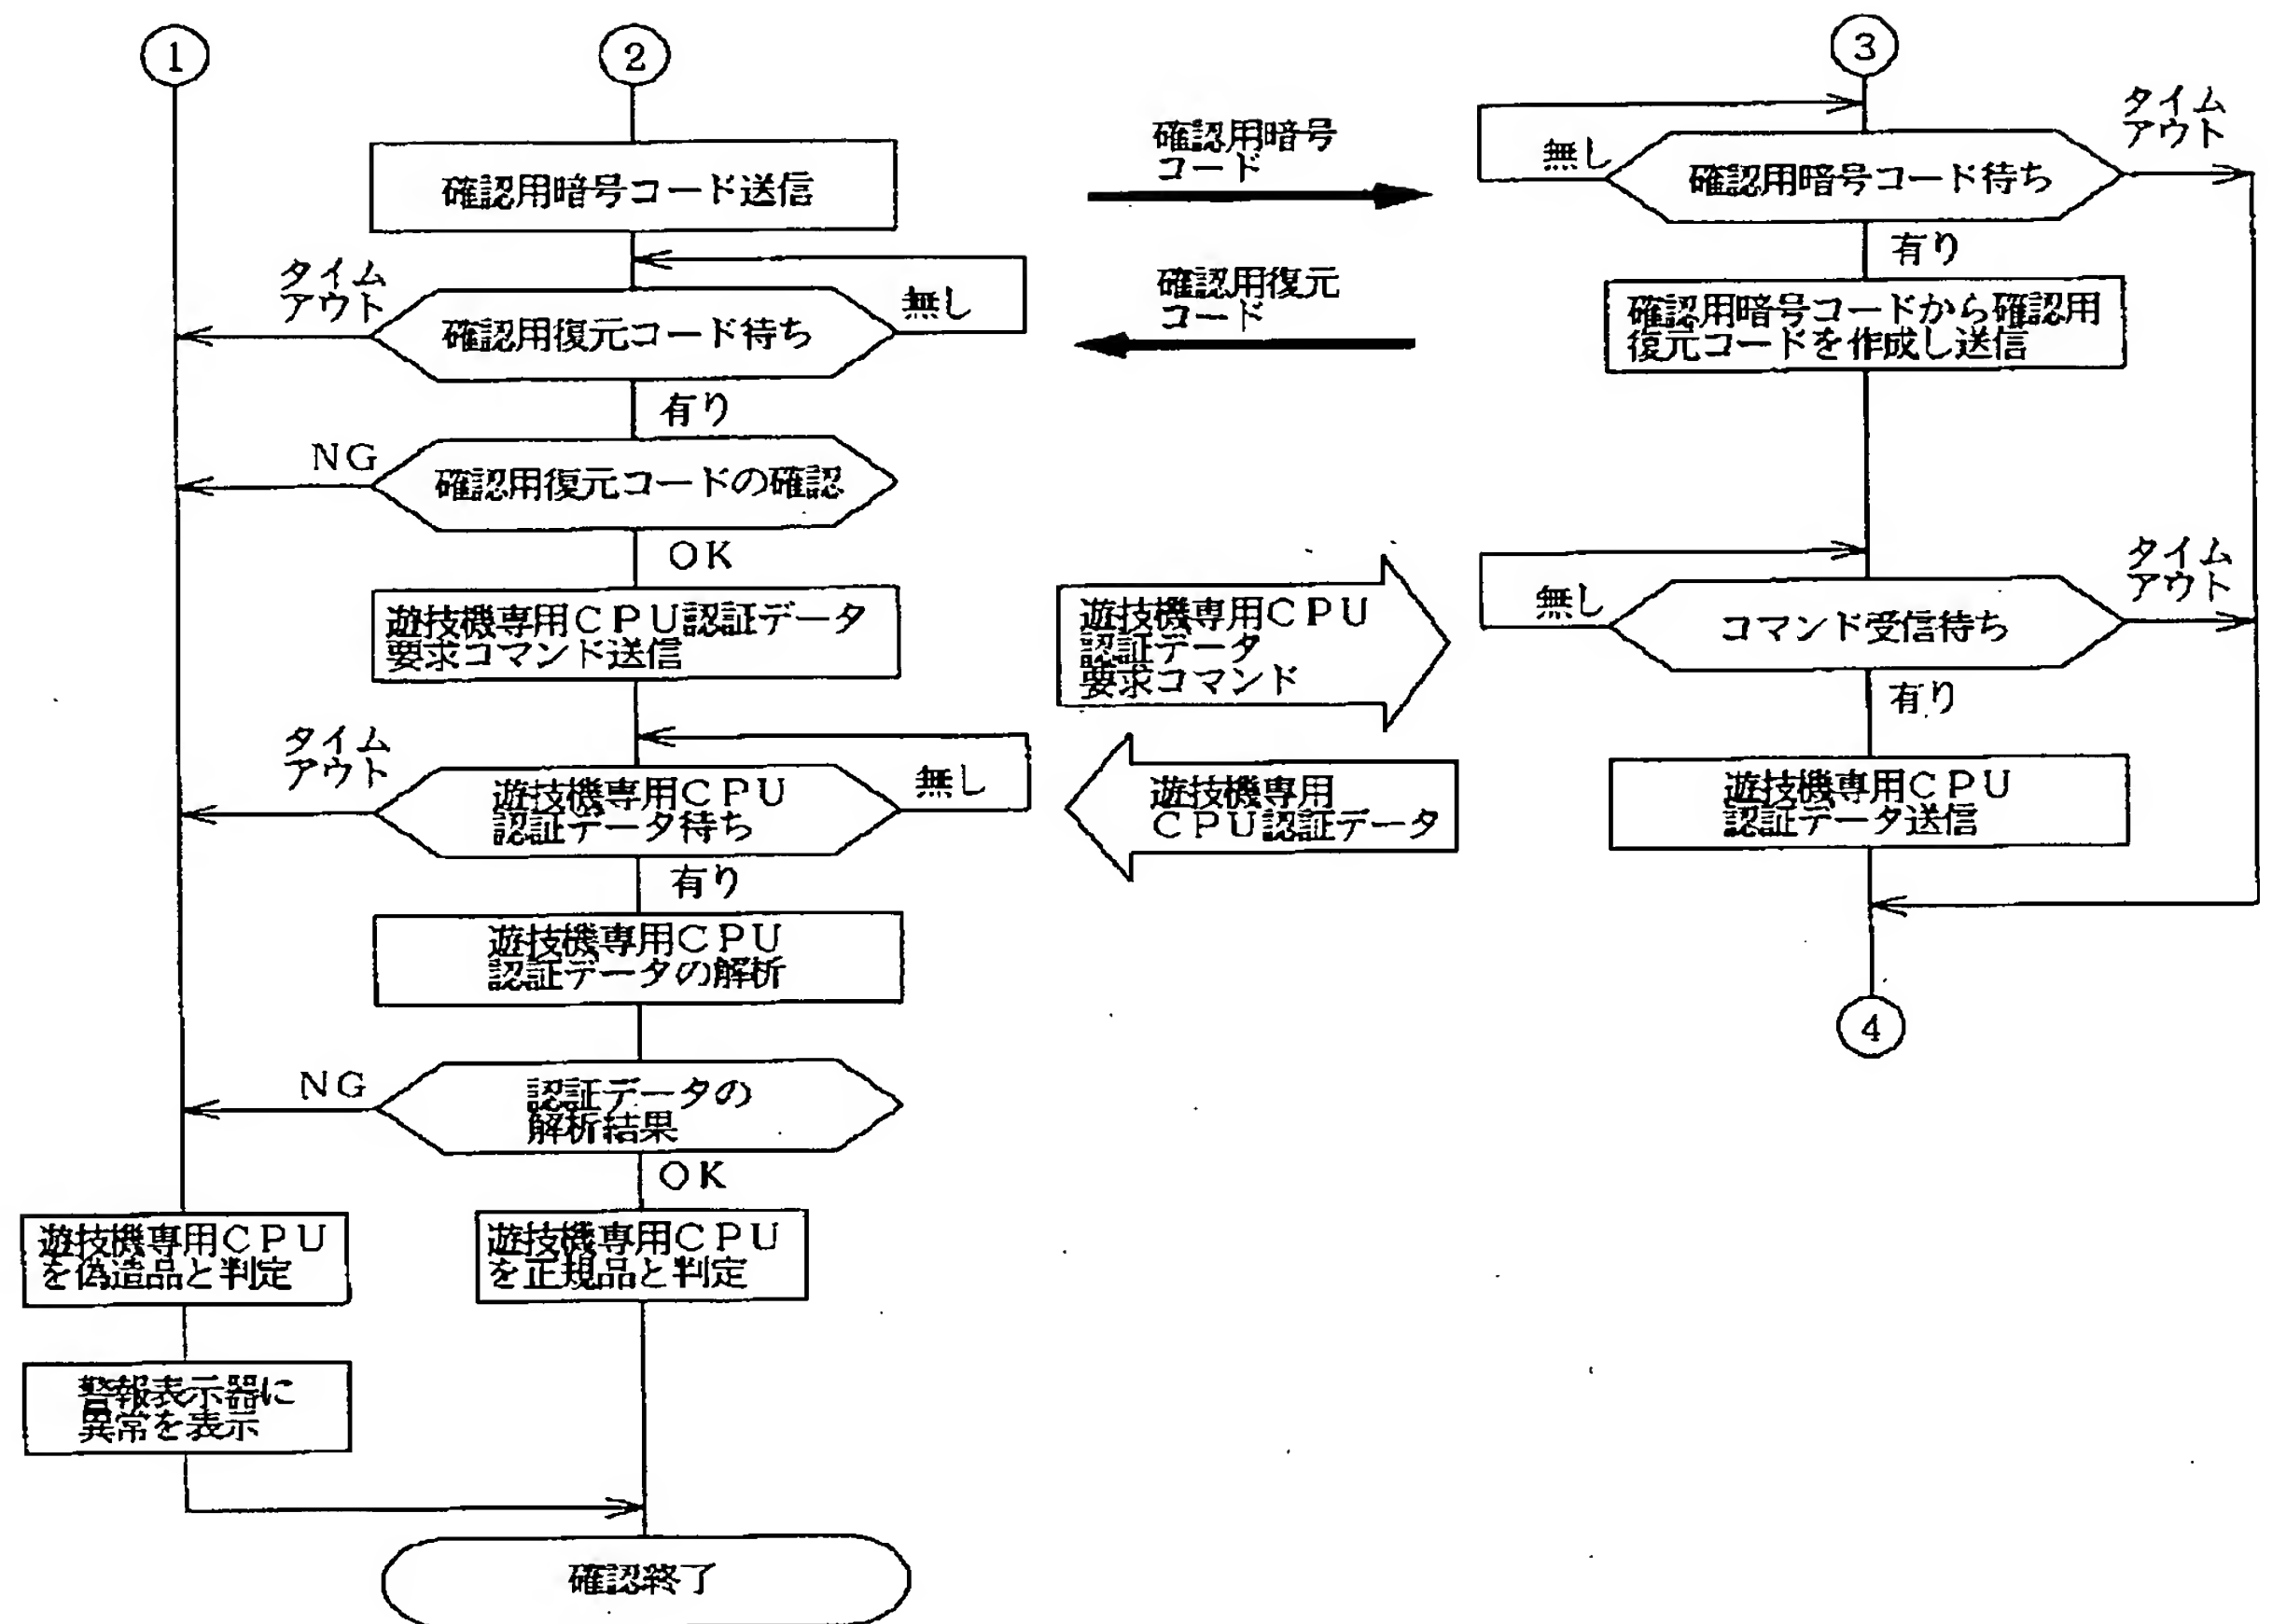 ①
②
確認用暗号コード送信
タイム
アウト
確認用復元コード待ち
無し
有り
NG
確認用復元コードの確認
OK
遊技機専用CPU認証データ
要求コマンド送信
タイム
アウト
遊技機専用CPU
認証データ待ち
無し
有り
遊技機専用CPU
認証データの解析
NG
認証データの
解析結果
OK
遊技機専用CPU
を偽造品と判定
遊技機専用CPU
を正規品と判定
警報表示器に
異常を表示
確認終了
確認用暗号
コード
確認用復元
コード
遊技機専用CPU
認証データ
要求コマンド
遊技機専用
CPU認証データ
③
無し
確認用暗号コード待ち
タイム
アウト
有り
確認用暗号コードから確認用
復元コードを作成し送信
無し
コマンド受信待ち
タイム
アウト
有り
遊技機専用CPU
認証データ送信
④